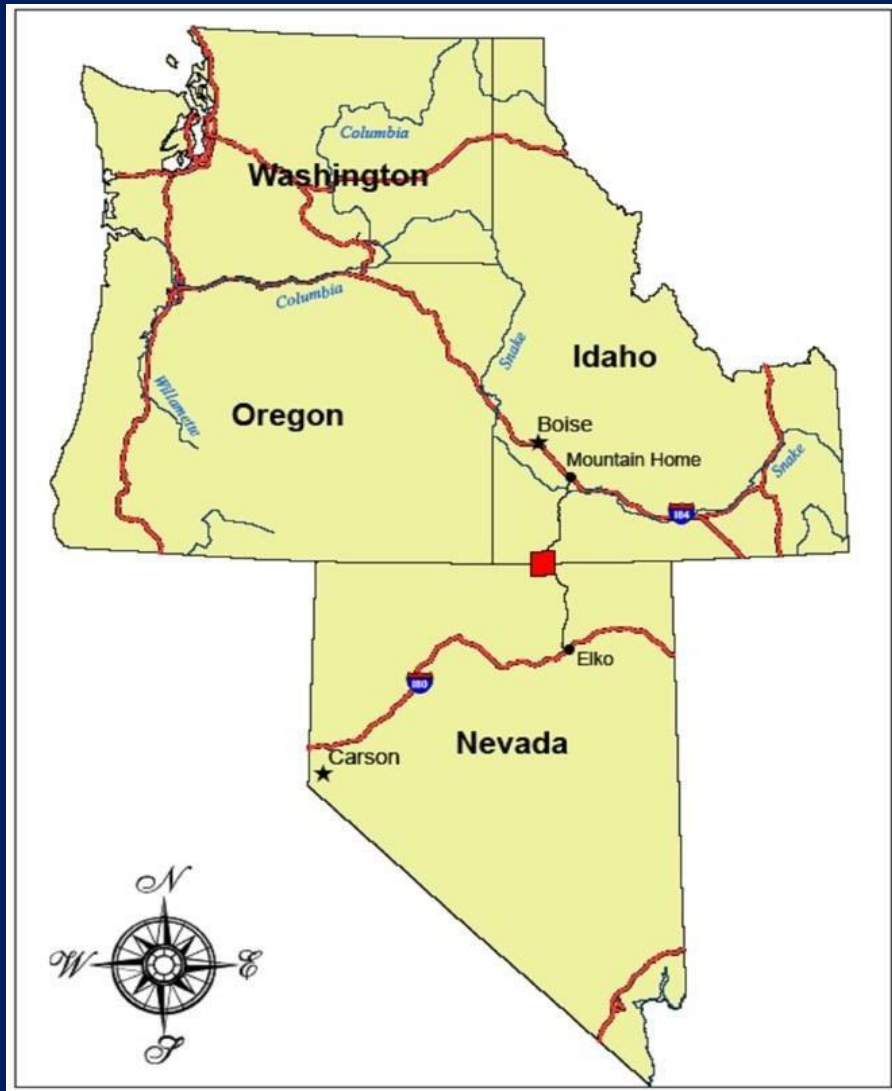 Columbia
Washington
Columbia
Snake
Idaho
Willamette
Oregon
Boise
Mountain Home
Snake
I84
Elko
I80
Nevada
Carson
N
W
E
S